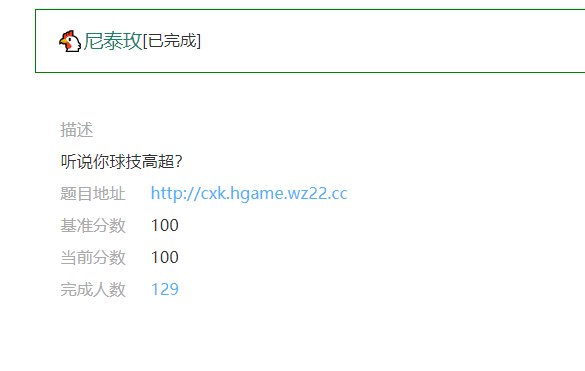 尼泰玫[已完成]
描述
听说你球技高超?
题目地址 http://cxk.hgame.wz22.cc
基准分数 100
当前分数 100
完成人数 129